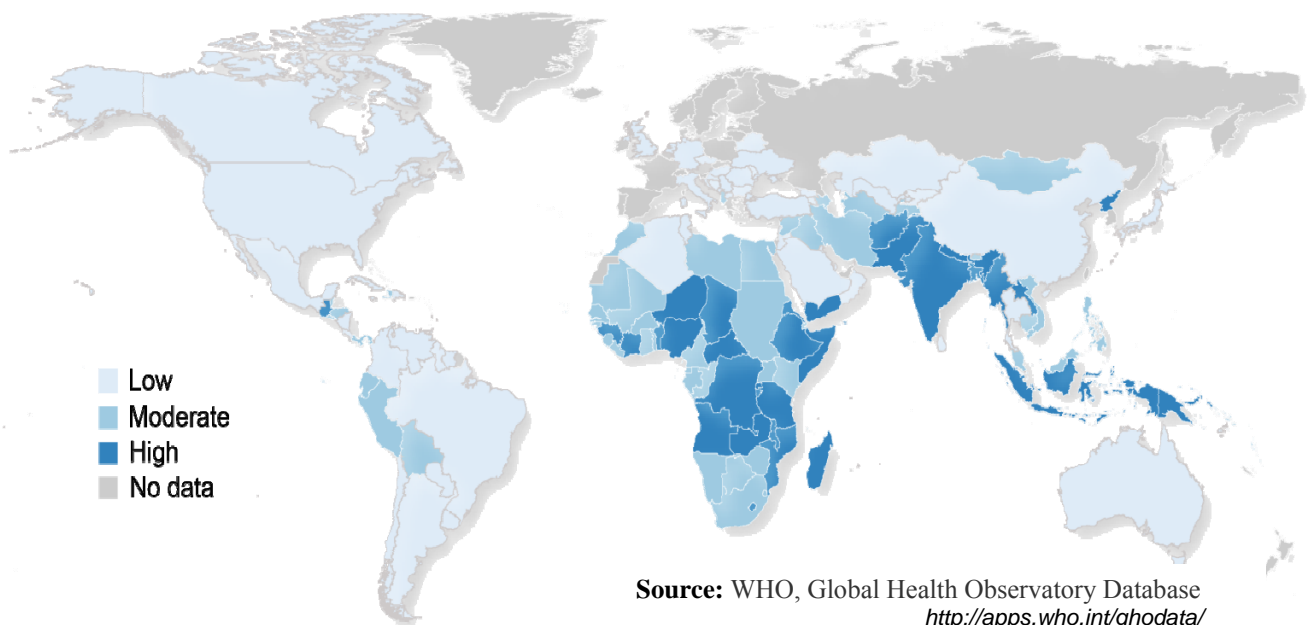 Low
Moderate
High
No data
Source: WHO, Global Health Observatory Database
http://apps.who.int/ghodata/